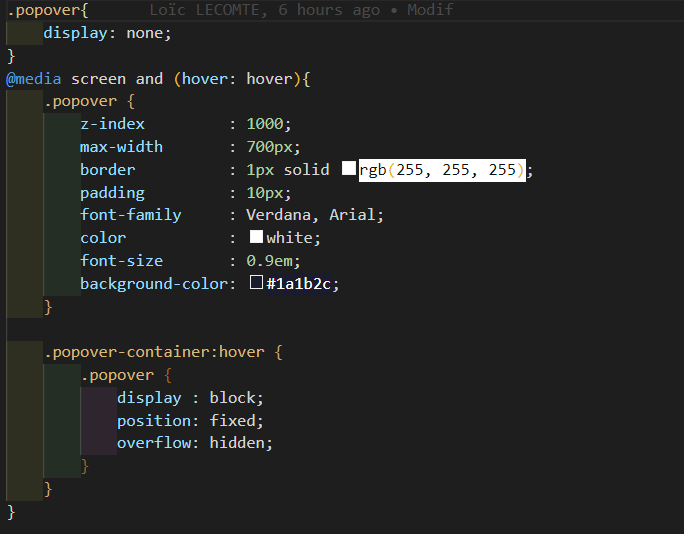 .popover{ Loïc LECOMTE, 6 hours ago • Modif
display: none;
}
@media screen and (hover: hover){
.popover {
z-index : 1000;
max-width : 700px;
border : 1px solid rgb(255, 255, 255);
padding : 10px;
font-family : Verdana, Arial;
color : white;
font-size : 0.9em;
background-color: #1a1b2c;
}
.popover-container:hover {
.popover {
display : block;
position: fixed;
overflow: hidden;
}
}
}